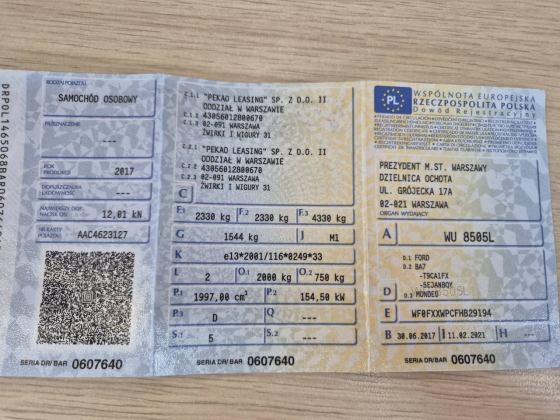 DRPOL1465068BAR0607640
RODZAJ POJAZDU
SAMOCHÓD OSOBOWY
PRZEZNACZENIE
---
ROK PRODUKCJI
2017
DOPUSZCZALNA ŁADOWNOŚĆ
---
NAJWIĘKSZY DOP. NACISK OSI
12,01 kN
NR KARTY POJAZDU
AAC4623127
SERIA DR/BAR 0607640
C.1.1 "PEKAO LEASING" SP. Z O.O. II
ODDZIAŁ W WARSZAWIE
C.1.2 43056012000670
C.1.3 02-091 WARSZAWA
ŻWIRKI I WIGURY 31
C.2.1 "PEKAO LEASING" SP. Z O.O. II
ODDZIAŁ W WARSZAWIE
C.2.2 43056012000670
C.2.3 02-091 WARSZAWA
ŻWIRKI I WIGURY 31
C
F.1 2330 kg F.2 2330 kg F.3 4330 kg
G 1544 kg J M1
K e13*2001/116*0249*33
L 2 O.1 2000 kg O.2 750 kg
P.1 1997,00 cm³ P.2 154,50 kW
P.3 D Q ---
S.1 5 S.2 ---
SERIA DR/BAR 0607640
PL
WSPÓLNOTA EUROPEJSKA
RZECZPOSPOLITA POLSKA
Dowód Rejestracyjny
PREZYDENT M.ST. WARSZAWY
DZIELNICA OCHOTA
UL. GRÓJECKA 17A
02-021 WARSZAWA
ORGAN WYDAJĄCY
A WU 8505L
D.1 FORD
D.2 BA7
-T9CA1FX
-5EJANBQY
D D.3 MONDEO
E WF0FXXWPCFHB29194
B 30.06.2017 I 11.02.2021 H ---
SERIA DR/BAR 0607640